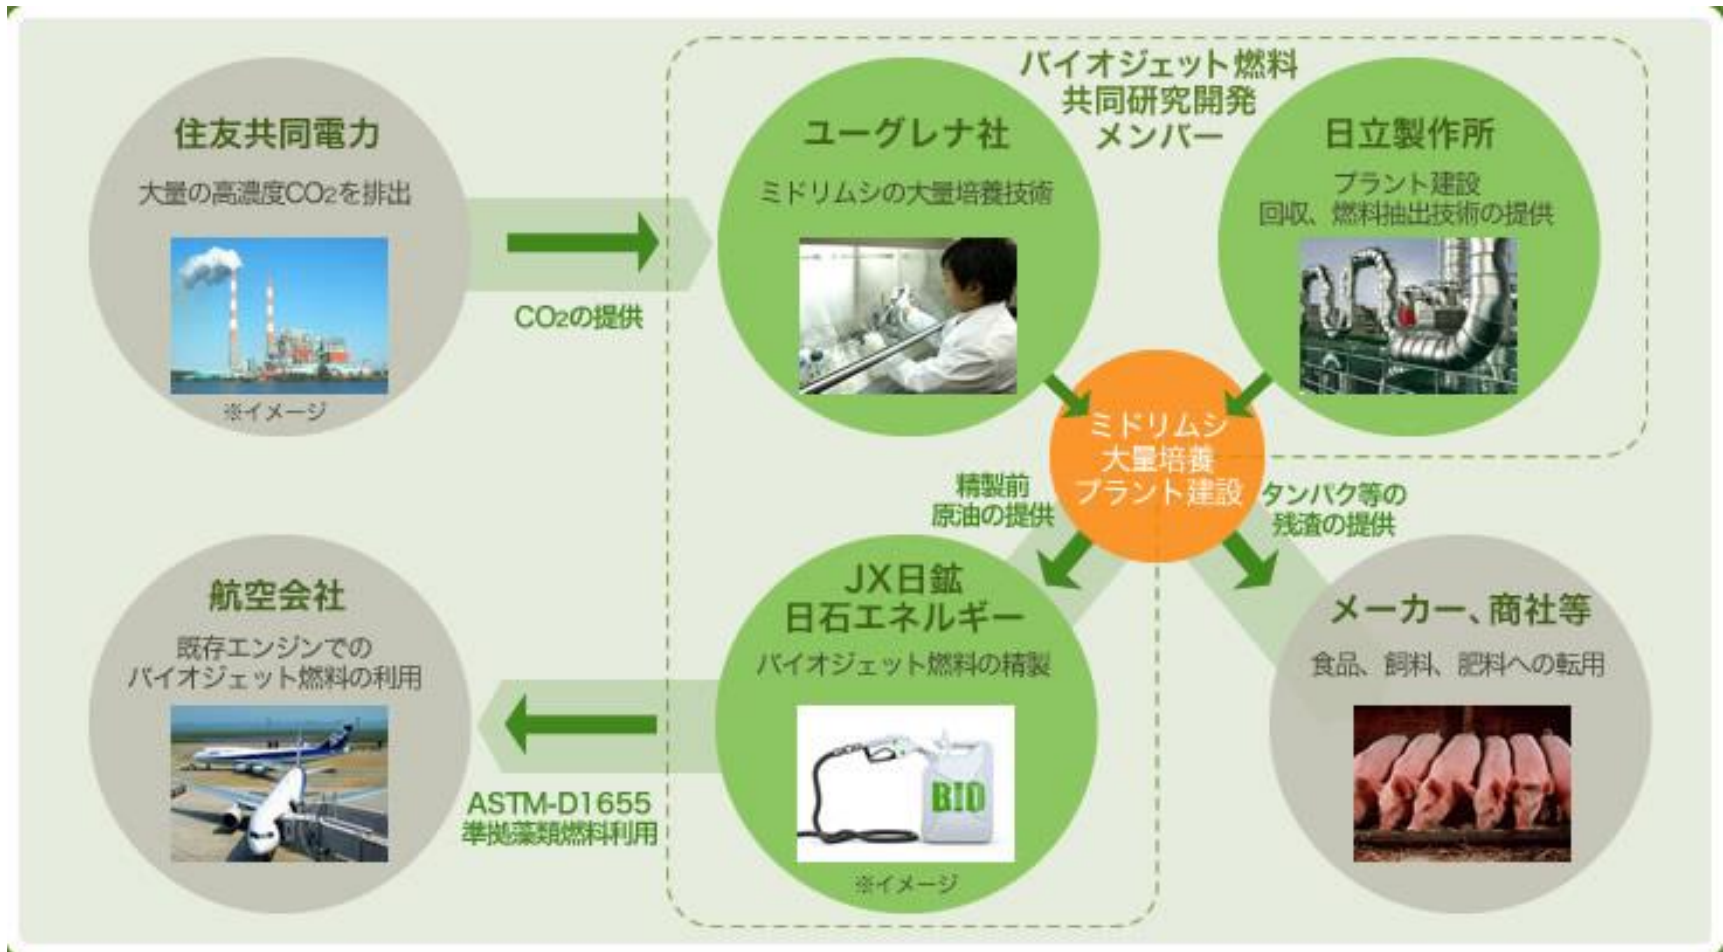 バイオジェット燃料
共同研究開発
メンバー
住友共同電力
大量の高濃度CO2を排出
※イメージ
CO2の提供
ユーグレナ社
ミドリムシの大量培養技術
日立製作所
プラント建設
回収、燃料抽出技術の提供
ミドリムシ
大量培養
プラント建設
精製前
原油の提供
タンパク等の
残渣の提供
航空会社
既存エンジンでの
バイオジェット燃料の利用
ASTM-D1655
準拠藻類燃料利用
JX日鉱
日石エネルギー
バイオジェット燃料の精製
BIO
※イメージ
メーカー、商社等
食品、飼料、肥料への転用